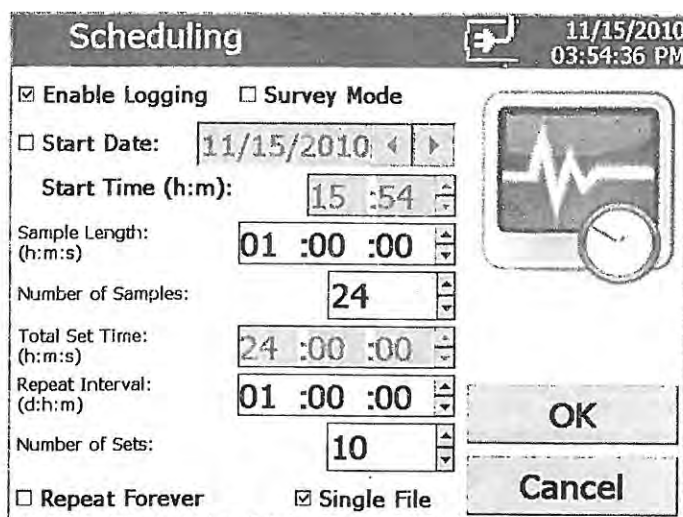 Scheduling
11/15/2010
03:54:36 PM
Enable Logging Survey Mode
Start Date: 11/15/2010
Start Time (h:m): 15 :54
Sample Length:
(h:m:s)
01 :00 :00
Number of Samples: 24
Total Set Time:
(h:m:s)
24 :00 :00
Repeat Interval:
(d:h:m)
01 :00 :00
Number of Sets: 10
OK
Cancel
Repeat Forever Single File